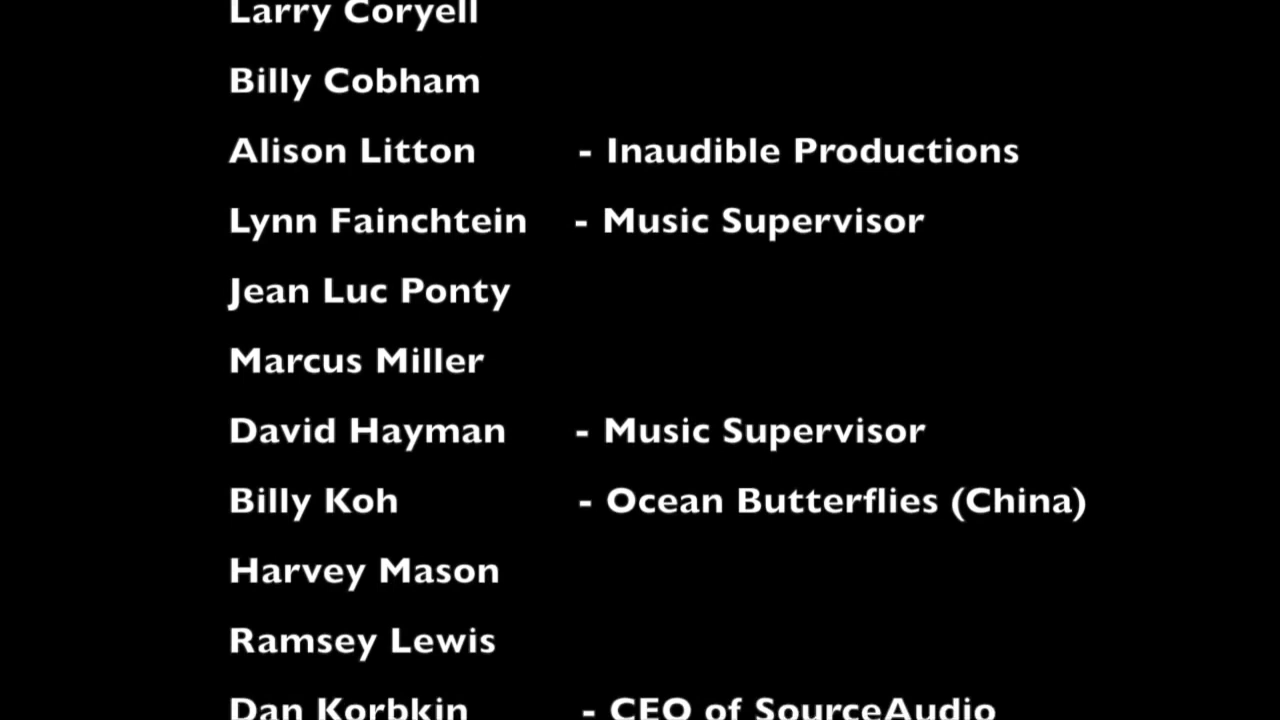 Larry Coryell
Billy Cobham
Alison Litton - Inaudible Productions
Lynn Fainchtein - Music Supervisor
Jean Luc Ponty
Marcus Miller
David Hayman - Music Supervisor
Billy Koh - Ocean Butterflies (China)
Harvey Mason
Ramsey Lewis
Dan Korbkin - CEO of SourceAudio